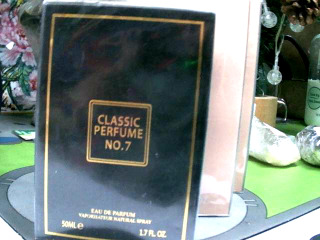 CLASSIC
PERFUME
NO.7
EAU DE PARFUM
VAPORISATEUR NATURAL SPRAY
50ML e 1.7 FL. OZ.